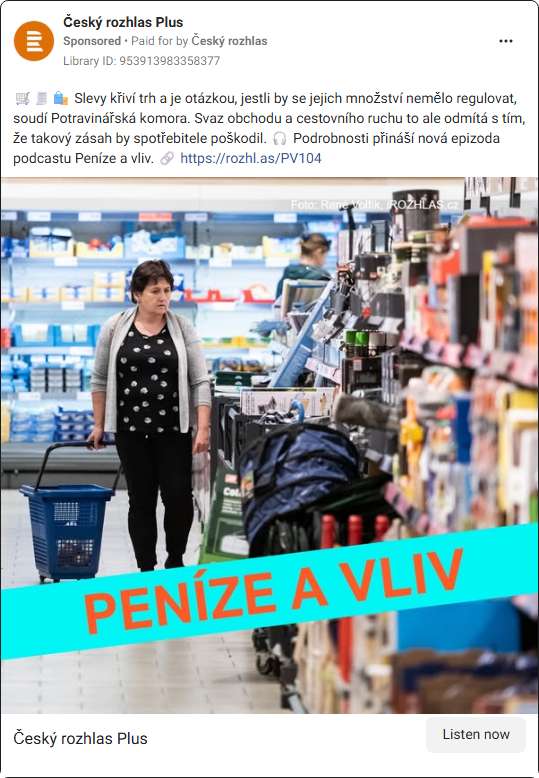 Český rozhlas Plus
Sponsored • Paid for by Český rozhlas
Library ID: 953913983358377
Slevy křiví trh a je otázkou, jestli by se jejich množství nemělo regulovat,
soudí Potravinářská komora. Svaz obchodu a cestovního ruchu to ale odmítá s tím,
že takový zásah by spotřebitele poškodil. Podrobnosti přináší nová epizoda
podcastu Peníze a vliv. https://rozhl.as/PV104
Foto: René Volfík, iROZHLAS.cz
PENÍZE A VLIV
Český rozhlas Plus
Listen now